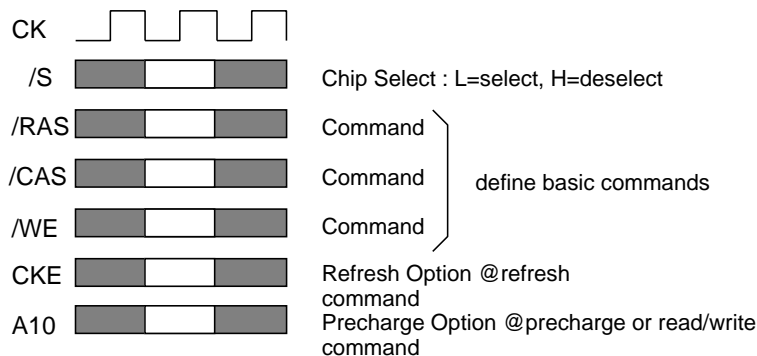 CK
/S Chip Select : L=select, H=deselect
/RAS Command
/CAS Command define basic commands
/WE Command
CKE Refresh Option @refresh
command
A10 Precharge Option @precharge or read/write
command